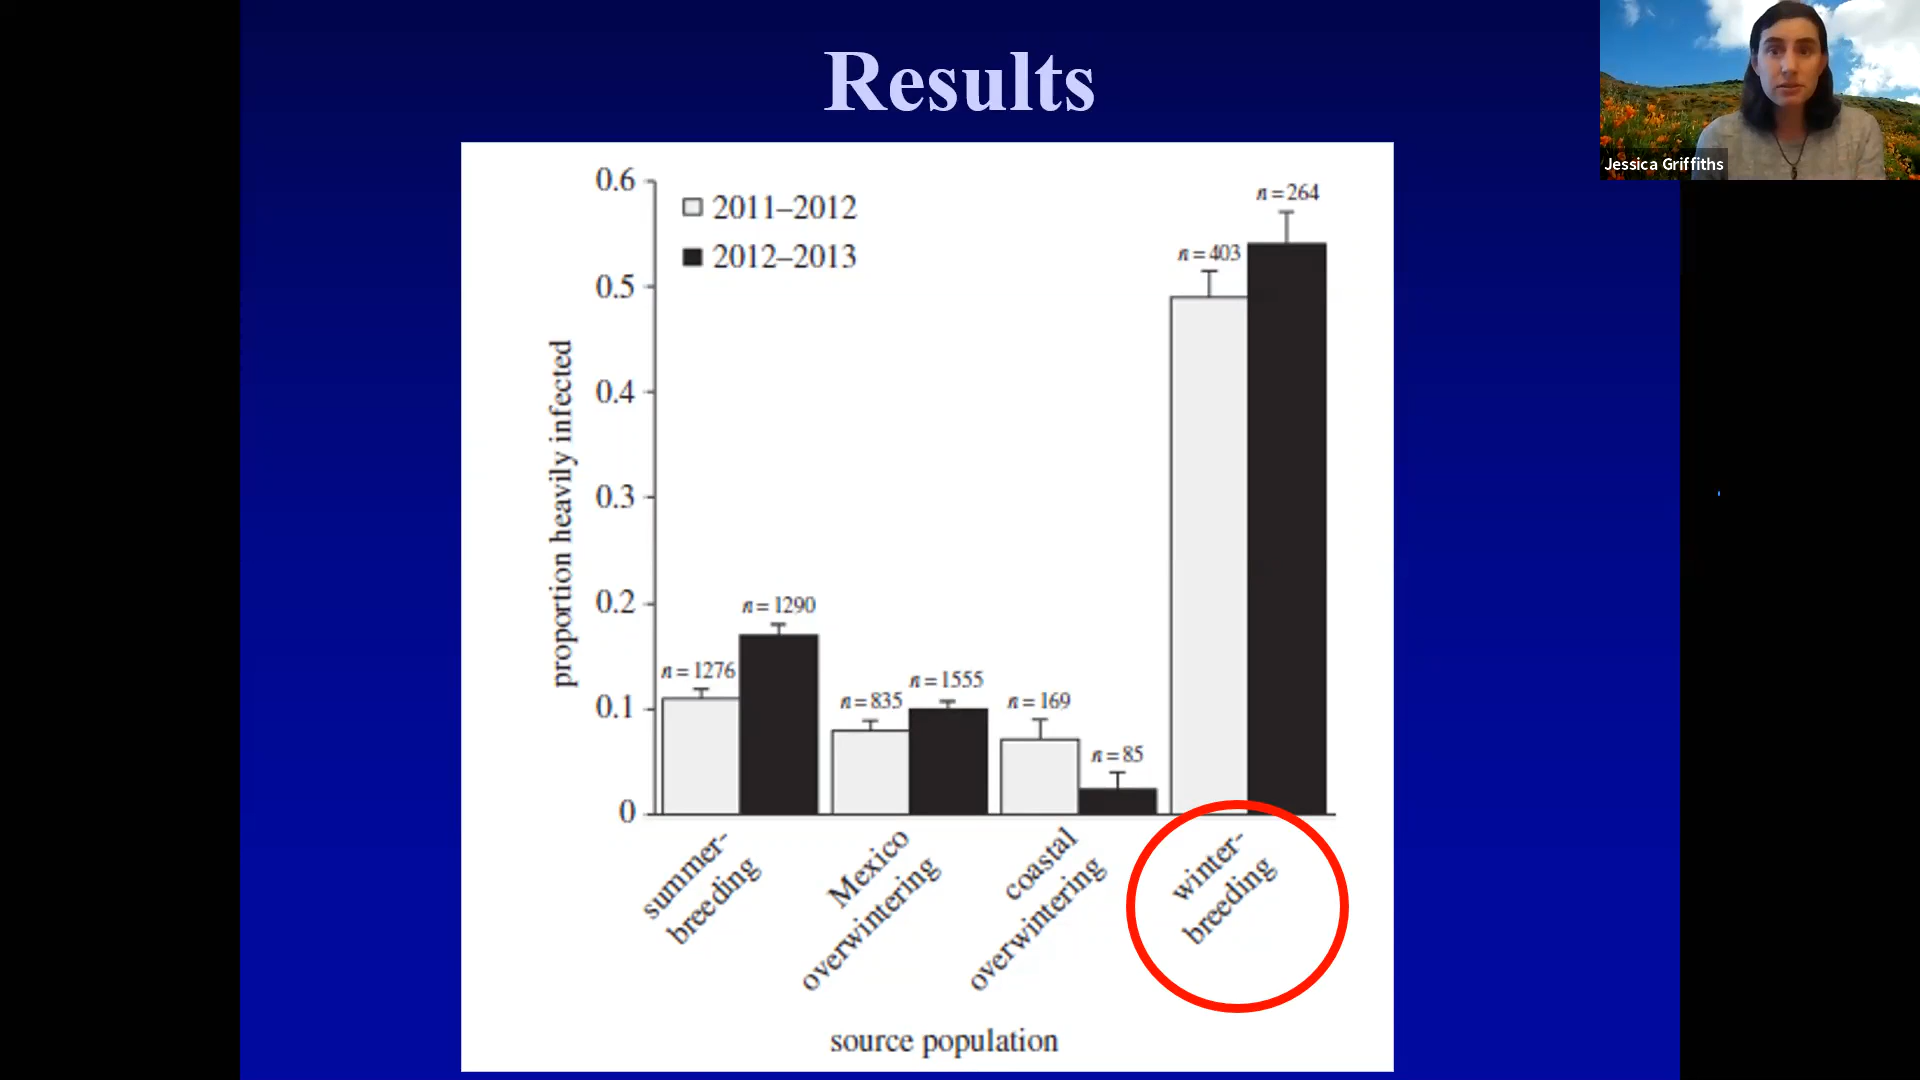 Results
Jessica Griffiths
0.6
0.5
0.4
0.3
0.2
0.1
0
proportion heavily infected
2011–2012
2012–2013
n = 1276
n = 1290
n = 835
n = 1555
n = 169
n = 85
n = 403
n = 264
summer-
breeding
Mexico
overwintering
coastal
overwintering
winter-
breeding
source population